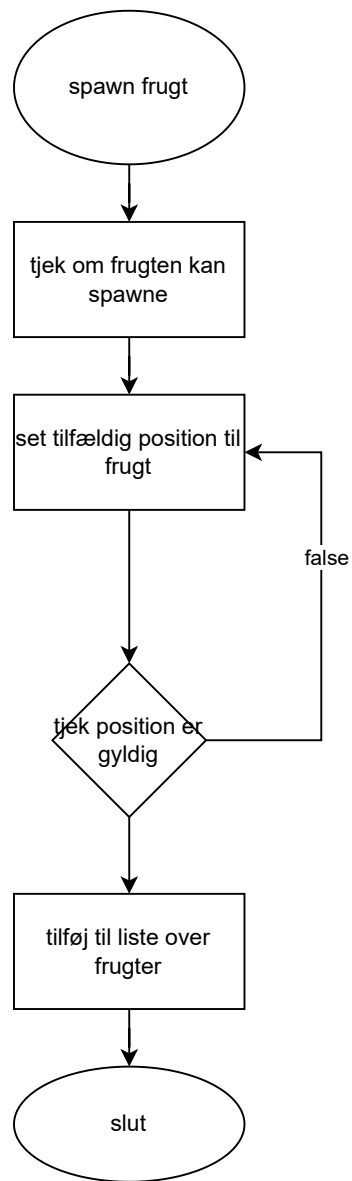 spawn frugt
tjek om frugten kan
spawne
set tilfældig position til
frugt
false
tjek position er
gyldig
tilføj til liste over
frugter
slut